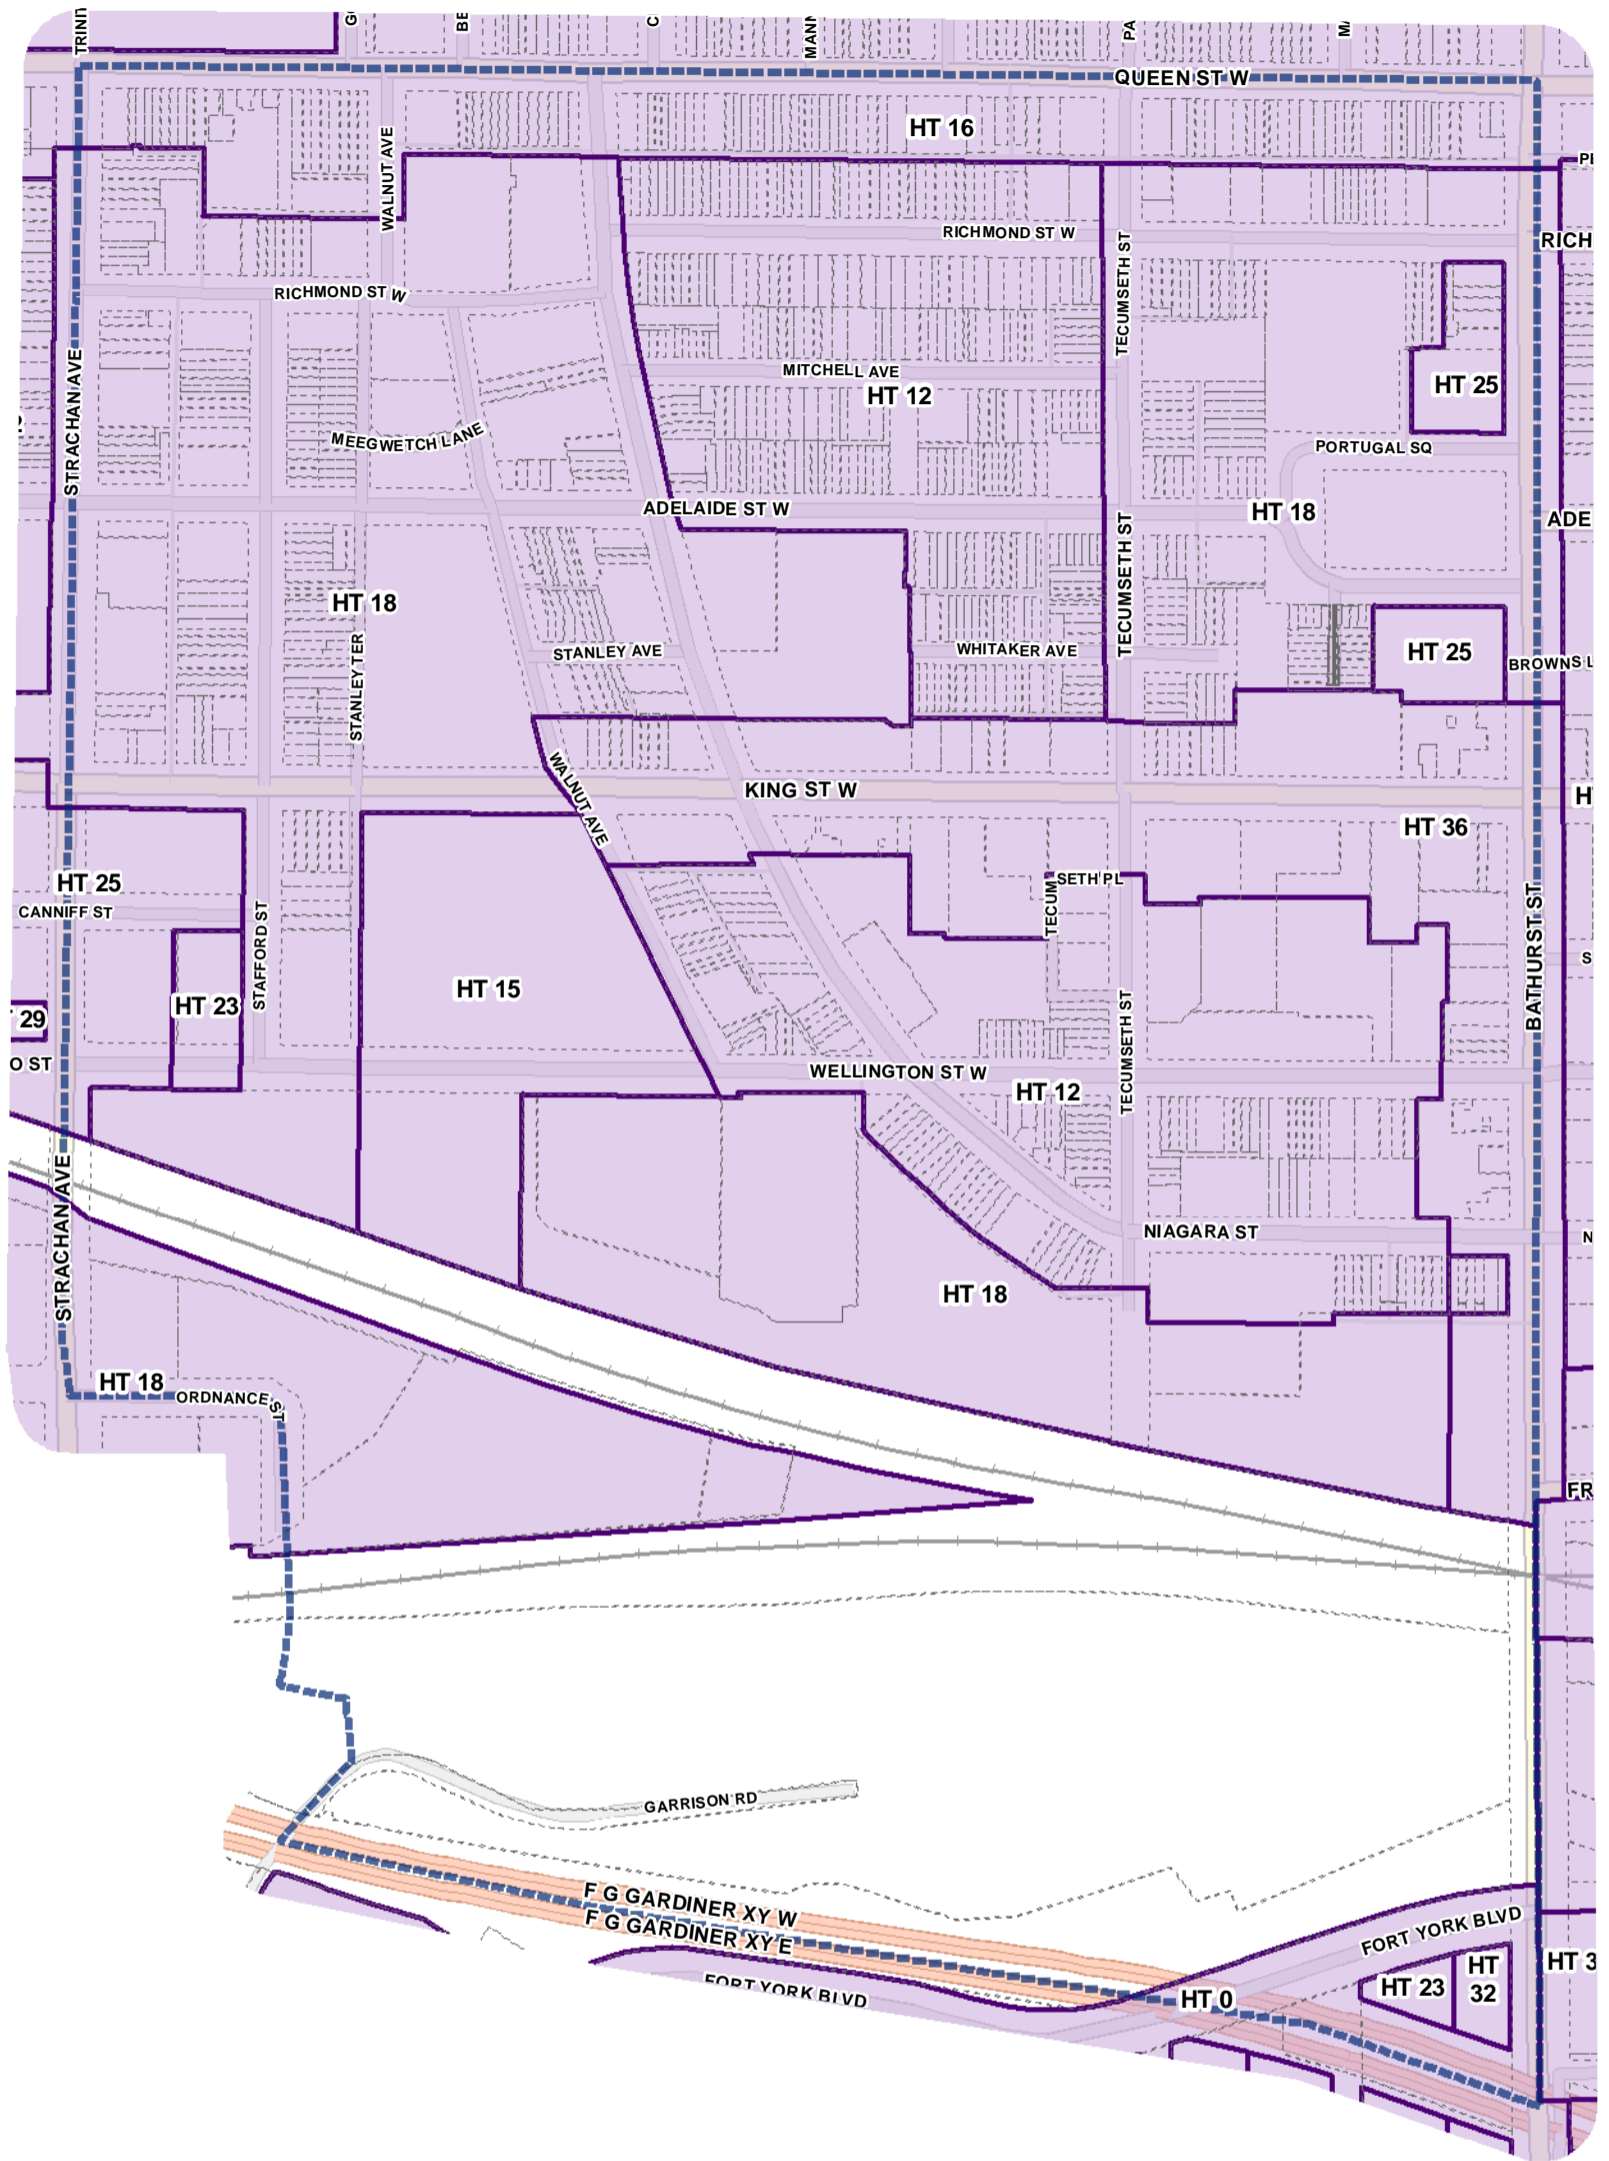 QUEEN ST W
HT 16
WALNUT AVE
RICHMOND ST W
TECUMSETH ST
RICH
RICHMOND ST W
STRACHAN AVE
MITCHELL AVE
HT 12
HT 25
MEEGWETCH LANE
PORTUGAL SQ
ADELAIDE ST W
HT 18
ADE
HT 18
TECUMSETH ST
STANLEY TER
STANLEY AVE
WHITAKER AVE
HT 25
BROWNS L
WALNUT AVE
KING ST W
HT 36
HT 25
CANNIFF ST
TECUMSETH PL
STAFFORD ST
BATHURST ST
HT 15
HT 23
29
O ST
TECUMSETH ST
WELLINGTON ST W
HT 12
STRACHAN AVE
NIAGARA ST
HT 18
HT 18
ORDNANCE ST
FR
GARRISON RD
F G GARDINER XY W
F G GARDINER XY E
FORT YORK BLVD
FORT YORK BLVD
HT 0
HT 23
HT
32
HT 3